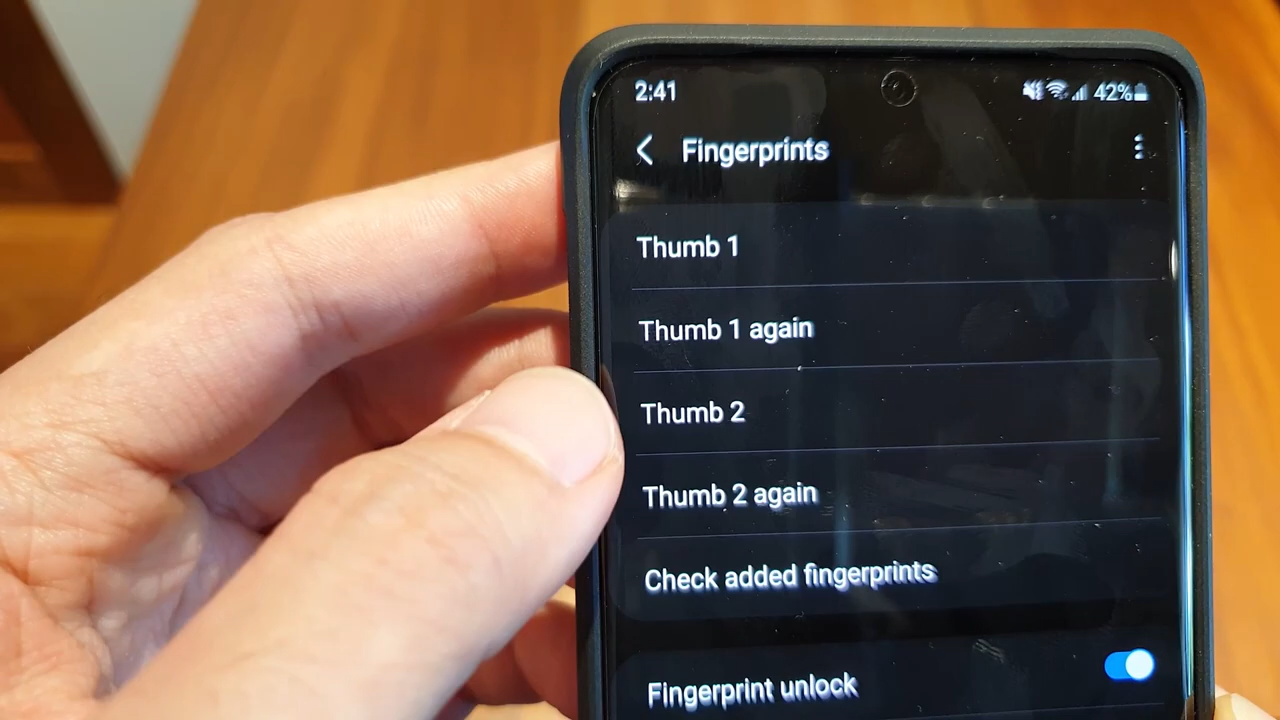 2:41 42%
Fingerprints
Thumb 1
Thumb 1 again
Thumb 2
Thumb 2 again
Check added fingerprints
Fingerprint unlock